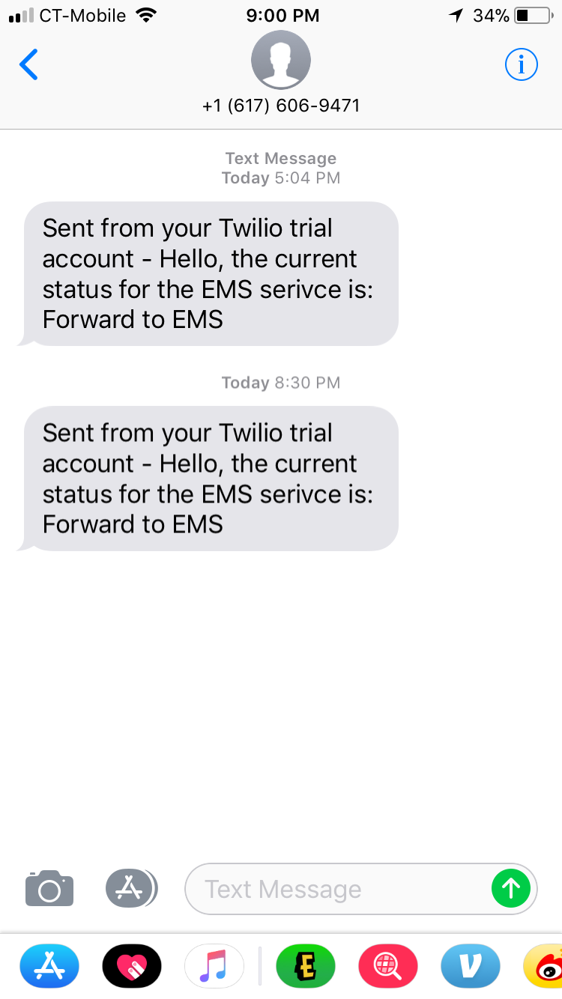 CT-Mobile 9:00 PM 34%
+1 (617) 606-9471
Text Message
Today 5:04 PM
Sent from your Twilio trial
account - Hello, the current
status for the EMS serivce is:
Forward to EMS
Today 8:30 PM
Sent from your Twilio trial
account - Hello, the current
status for the EMS serivce is:
Forward to EMS
Text Message